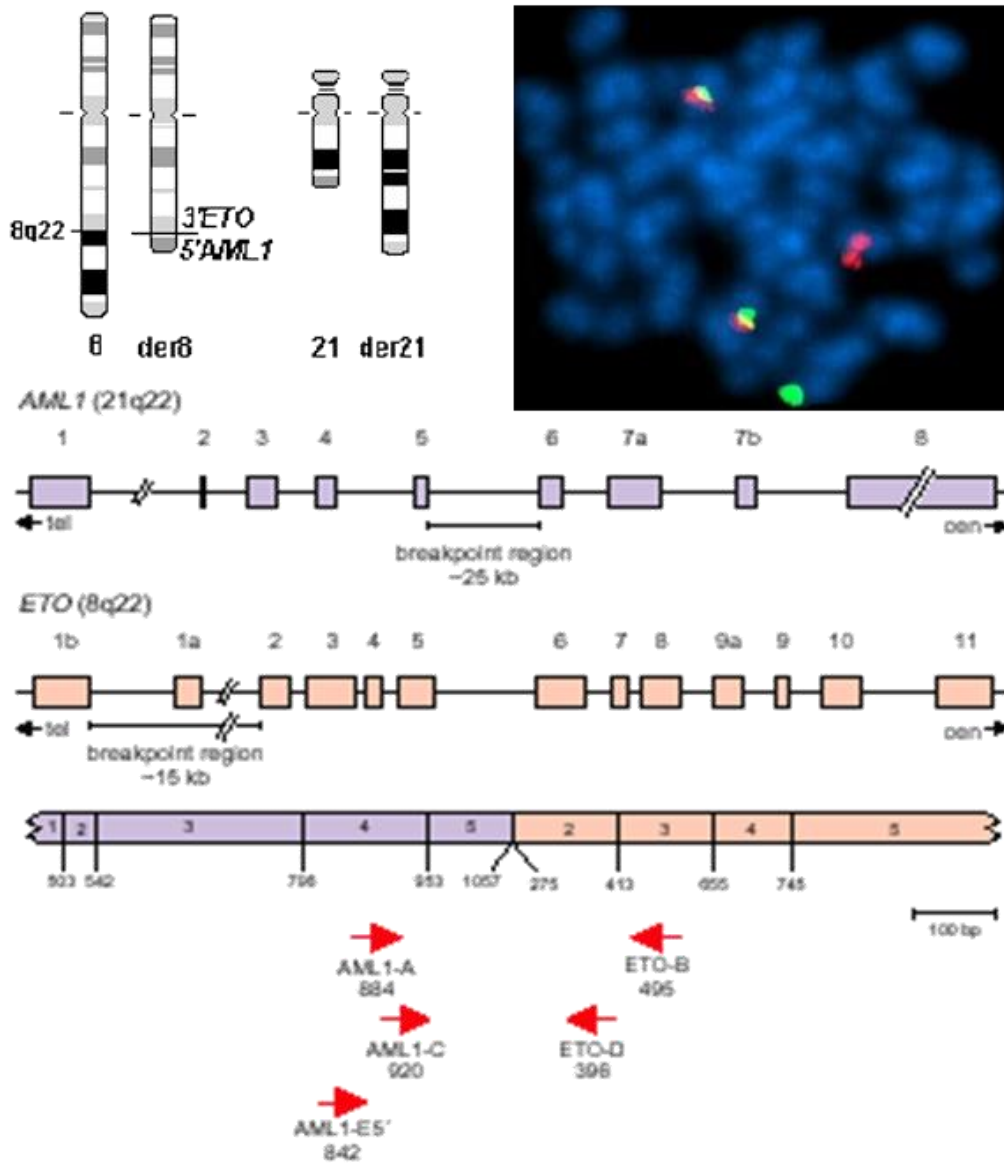 3'ETO
8q22
5'AML1
8 der8 21 der21
AML1 (21q22)
1 2 3 4 5 6 7a 7b 8
tel cen
breakpoint region
~25 kb
ETO (8q22)
1b 1a 2 3 4 5 6 7 8 9a 9 10 11
tel cen
breakpoint region
~15 kb
1 2 3 4 5 2 3 4 5
503 542 796 953 1057 275 413 655 745
100 bp
AML1-A ETO-B
884 495
AML1-C ETO-D
920 398
AML1-E5'
842